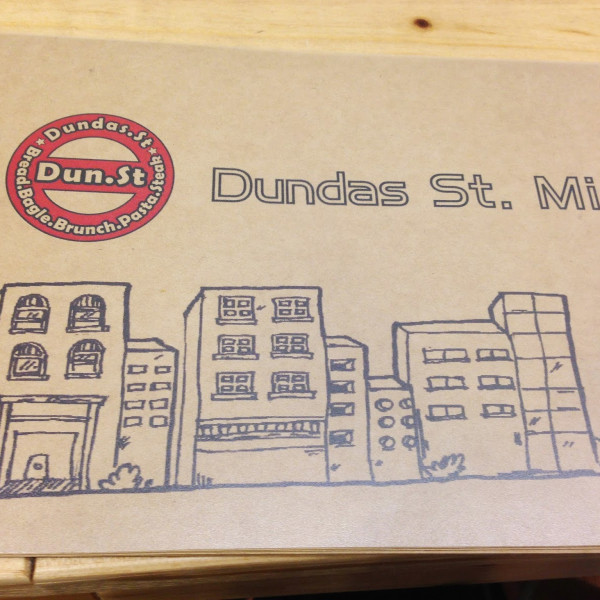 Dundas.St
Dun.St
Bread.Bagle.Brunch.Pasta.Steak
Dundas St. Mi